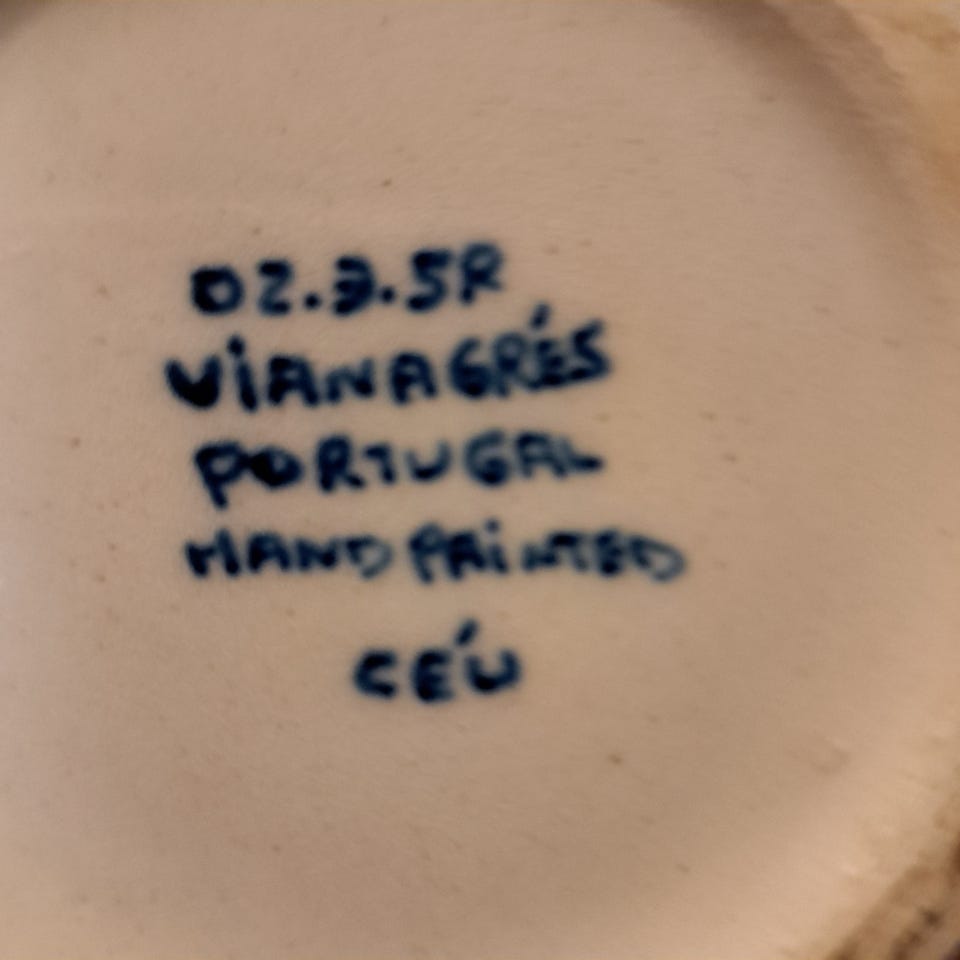 02.3.5R
VIANAGRÉS
PORTUGAL
HAND PAINTED
CÉU